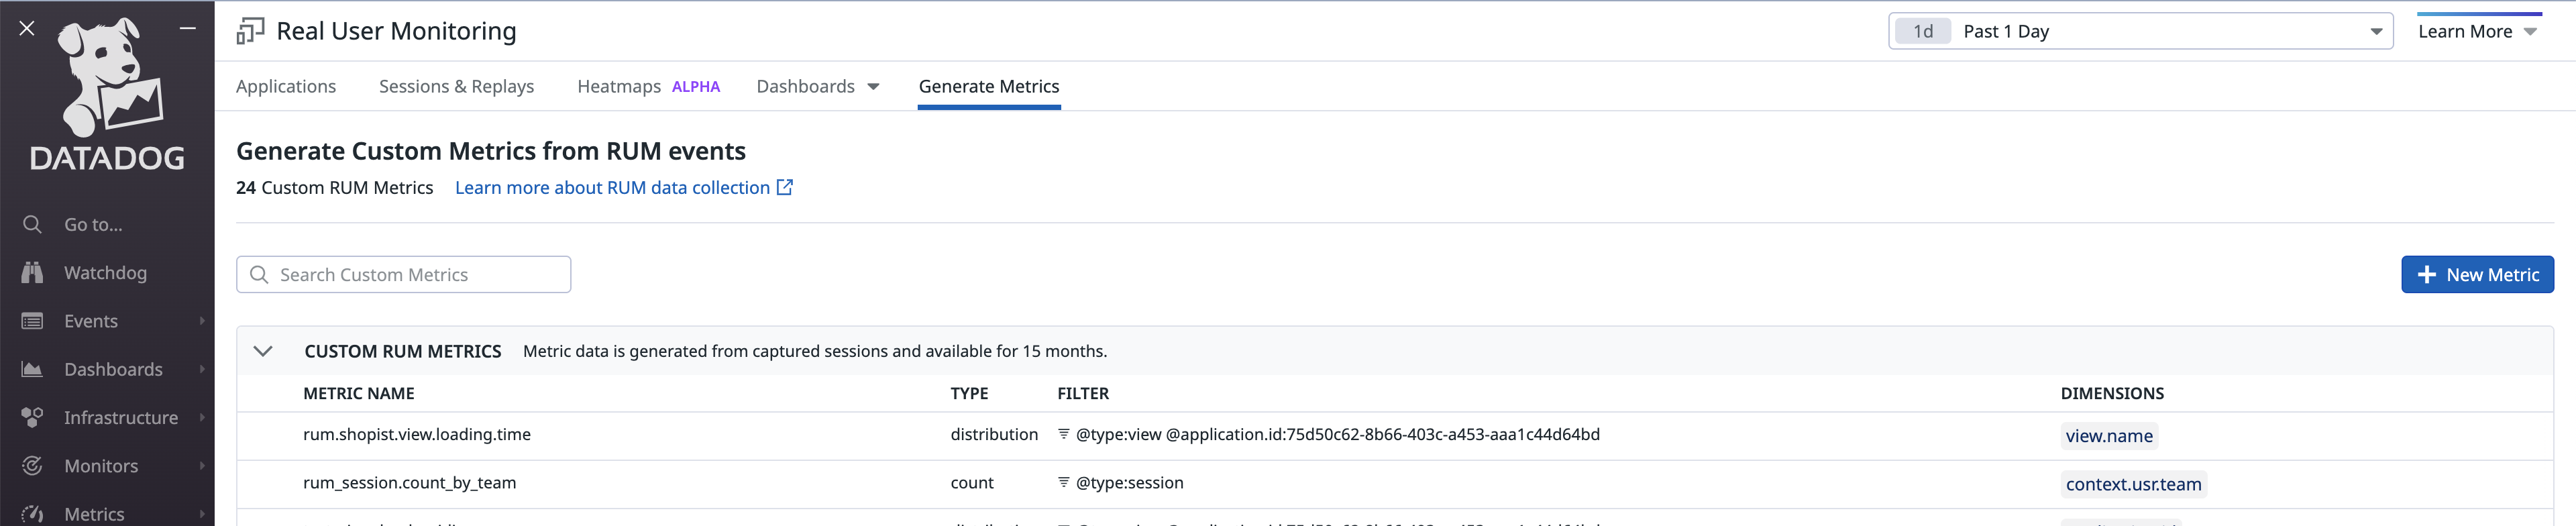 DATADOG
Go to...
Watchdog
Events
Dashboards
Infrastructure
Monitors
Metrics
Real User Monitoring
1d Past 1 Day
Learn More
Applications Sessions & Replays Heatmaps ALPHA Dashboards Generate Metrics
Generate Custom Metrics from RUM events
24 Custom RUM Metrics Learn more about RUM data collection
Search Custom Metrics
New Metric
CUSTOM RUM METRICS Metric data is generated from captured sessions and available for 15 months.
METRIC NAME TYPE FILTER DIMENSIONS
rum.shopist.view.loading.time distribution @type:view @application.id:75d50c62-8b66-403c-a453-aaa1c44d64bd view.name
rum_session.count_by_team count @type:session context.usr.team